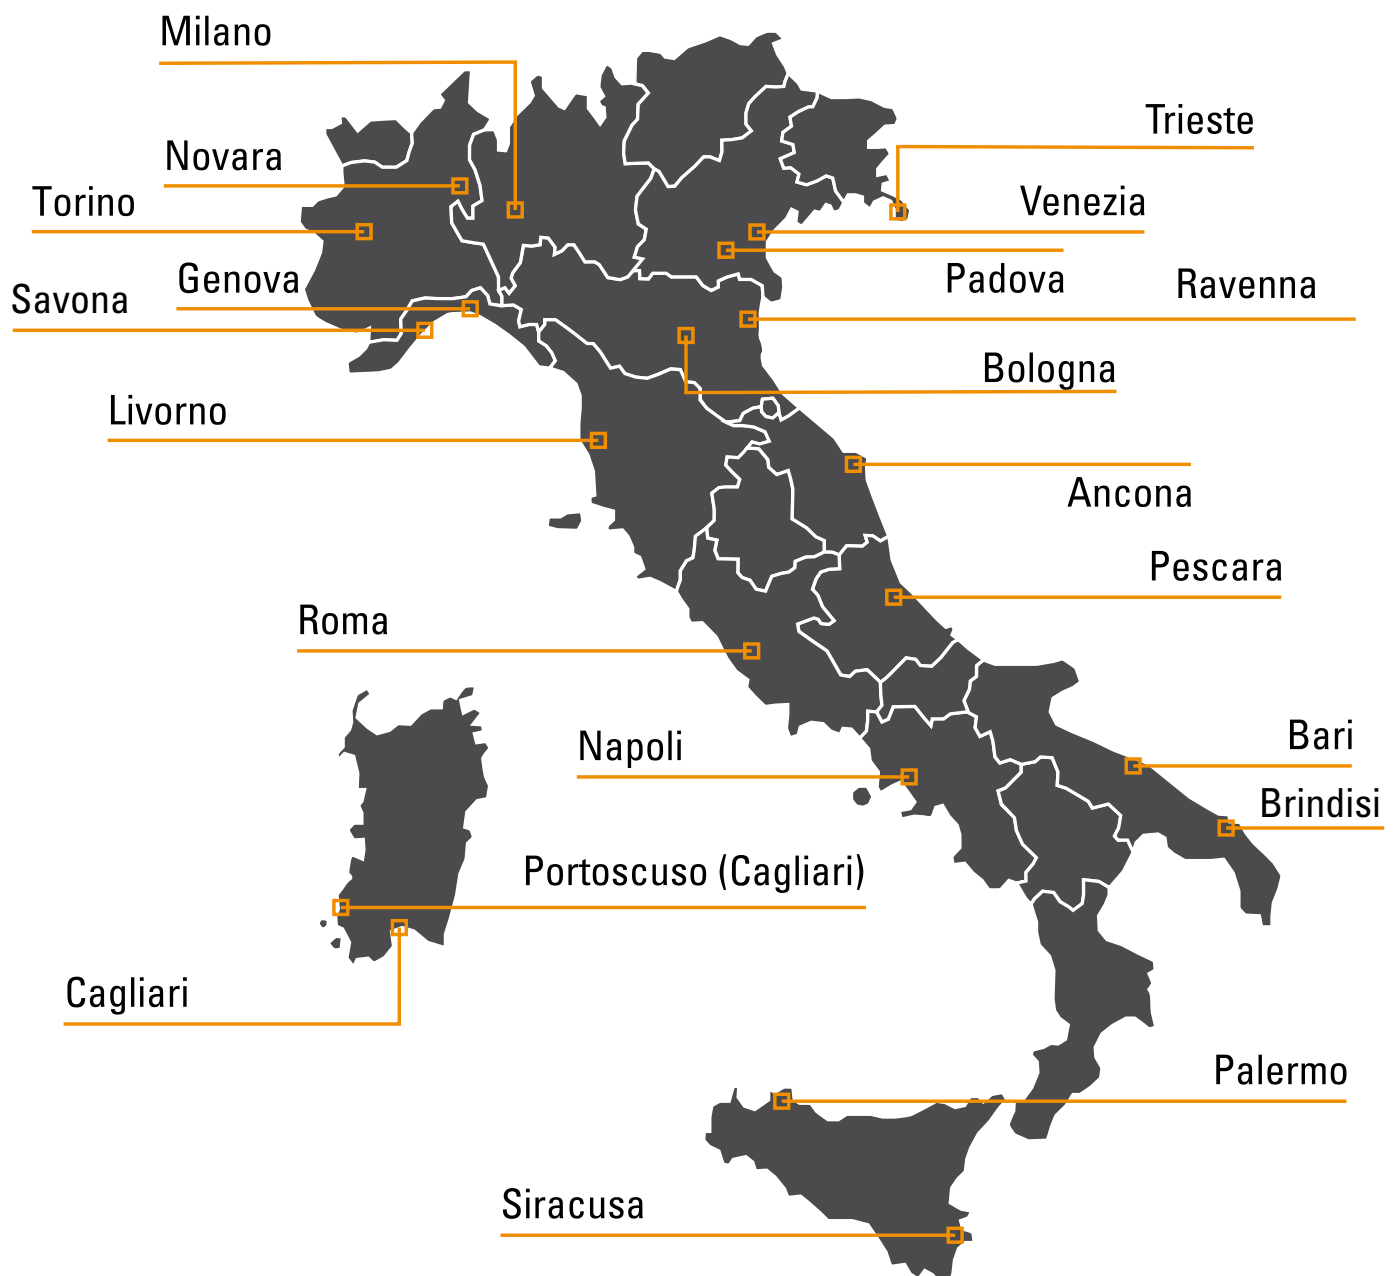 Milano
Trieste
Novara
Torino
Venezia
Genova
Padova
Ravenna
Savona
Bologna
Livorno
Ancona
Pescara
Roma
Napoli
Bari
Brindisi
Portoscuso (Cagliari)
Cagliari
Palermo
Siracusa